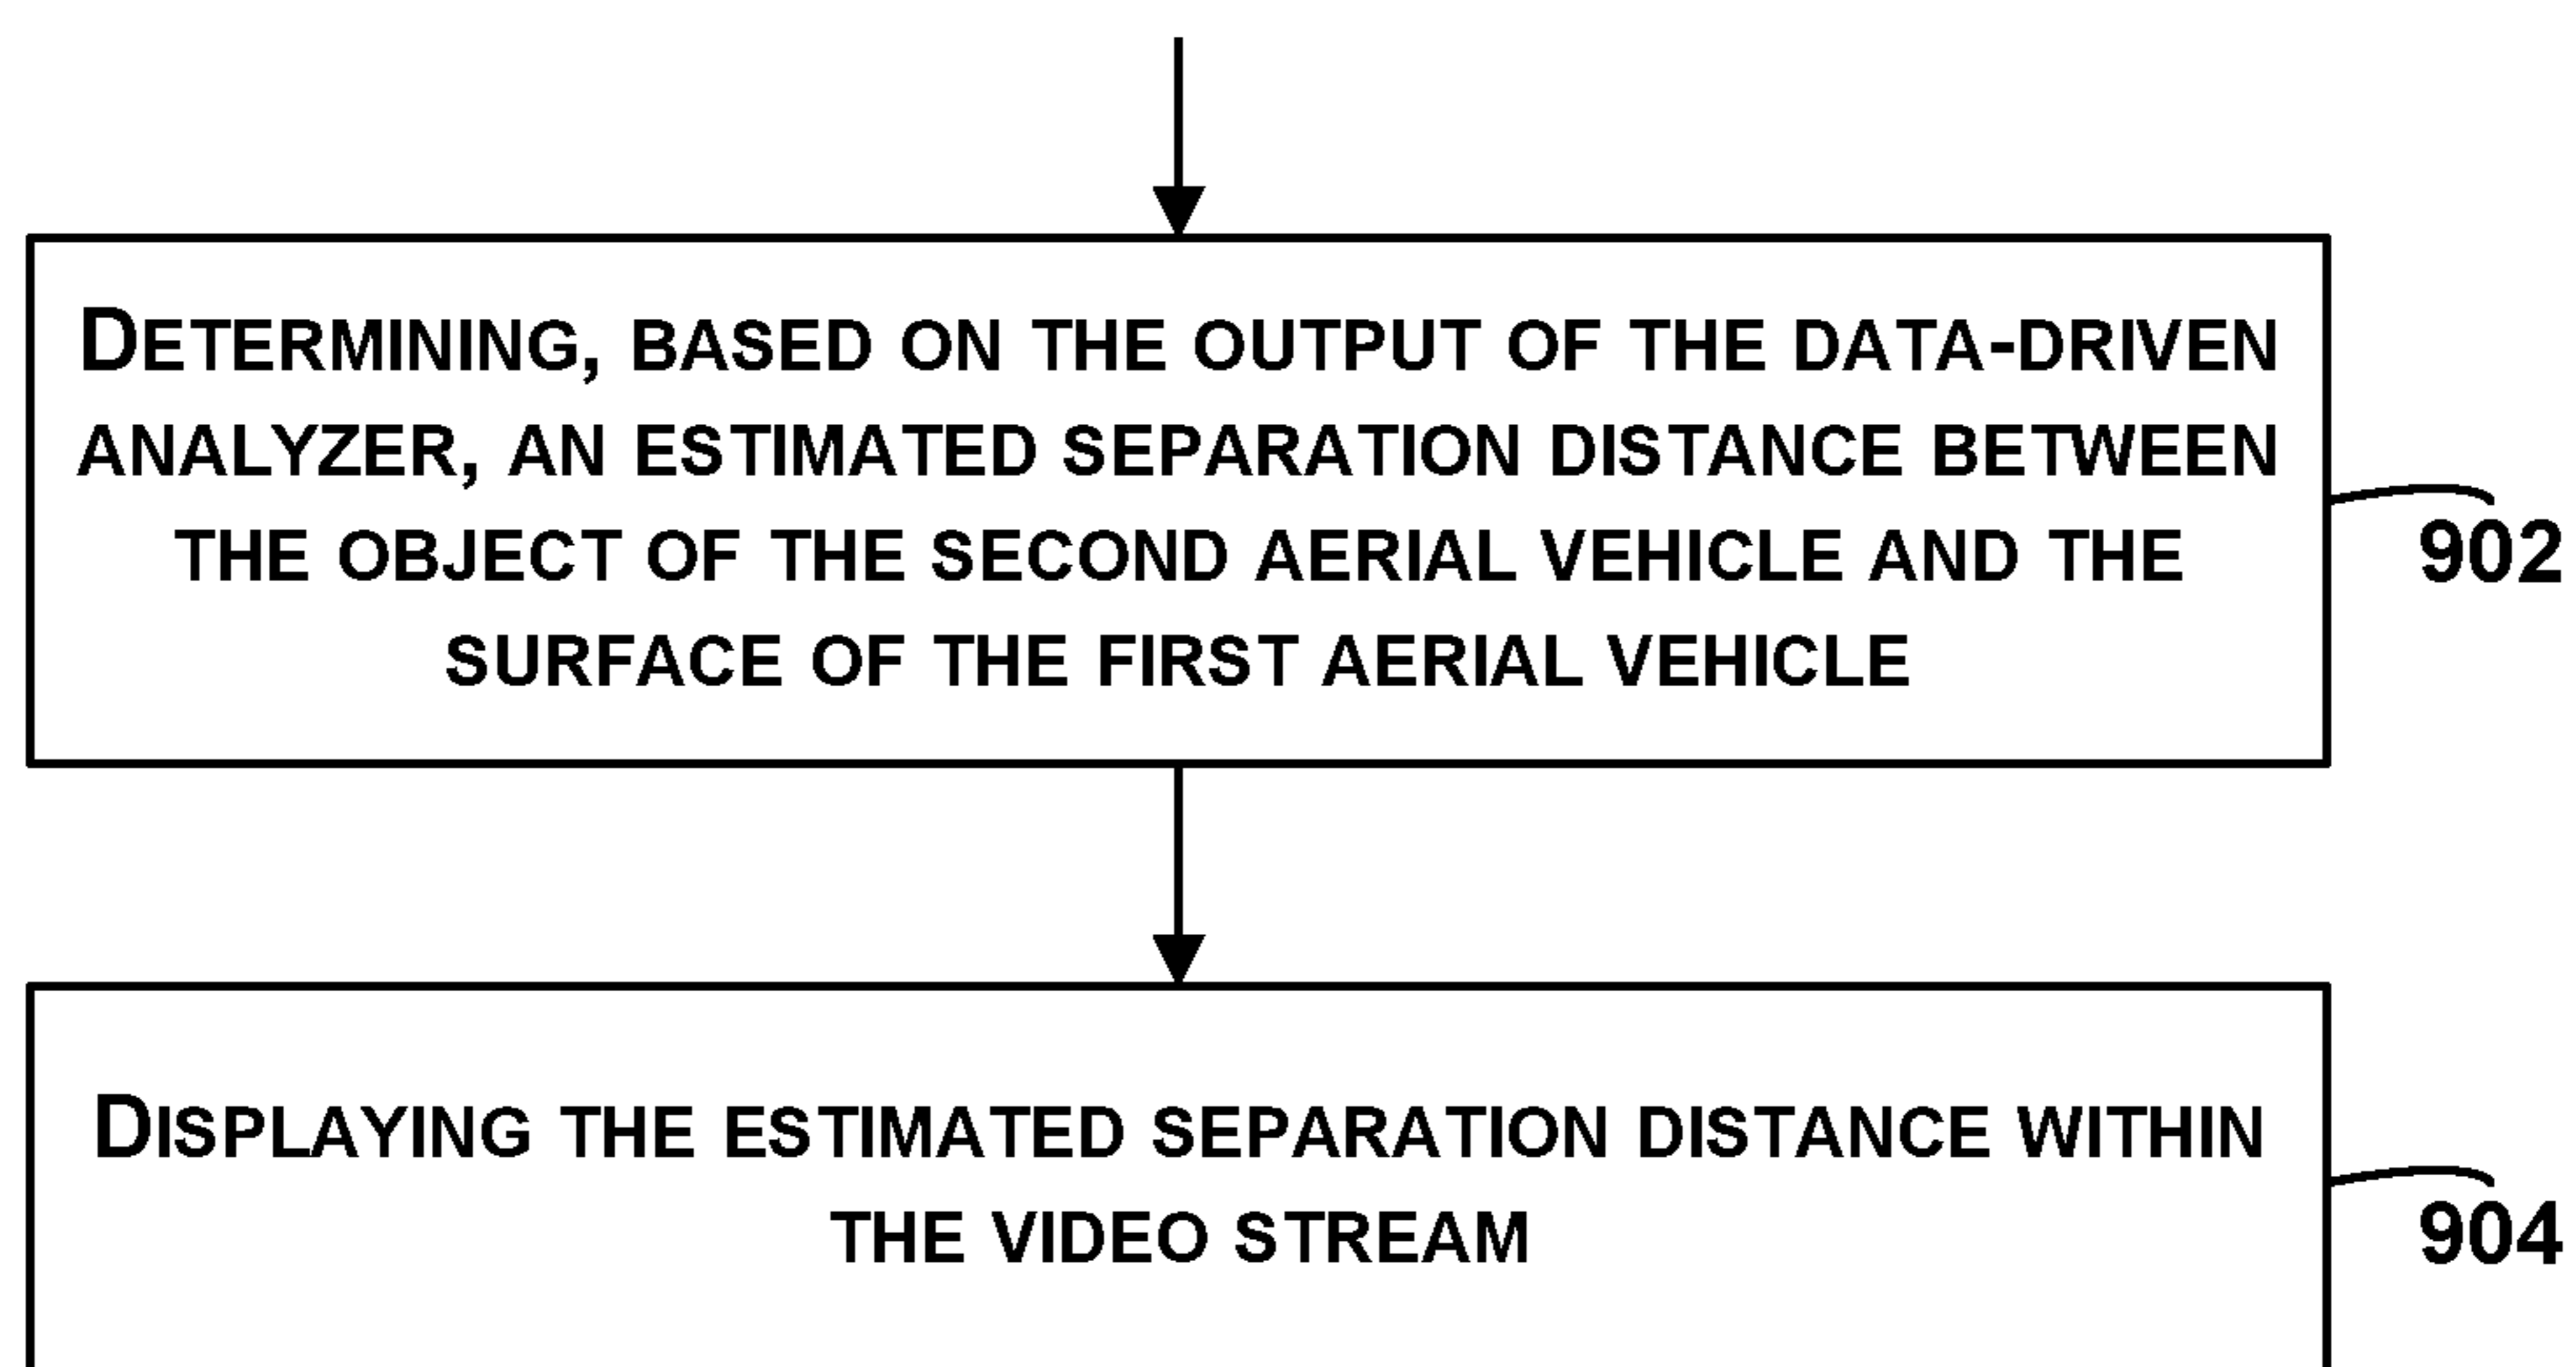 DETERMINING, BASED ON THE OUTPUT OF THE DATA-DRIVEN
ANALYZER, AN ESTIMATED SEPARATION DISTANCE BETWEEN
THE OBJECT OF THE SECOND AERIAL VEHICLE AND THE
SURFACE OF THE FIRST AERIAL VEHICLE
902
DISPLAYING THE ESTIMATED SEPARATION DISTANCE WITHIN
THE VIDEO STREAM
904